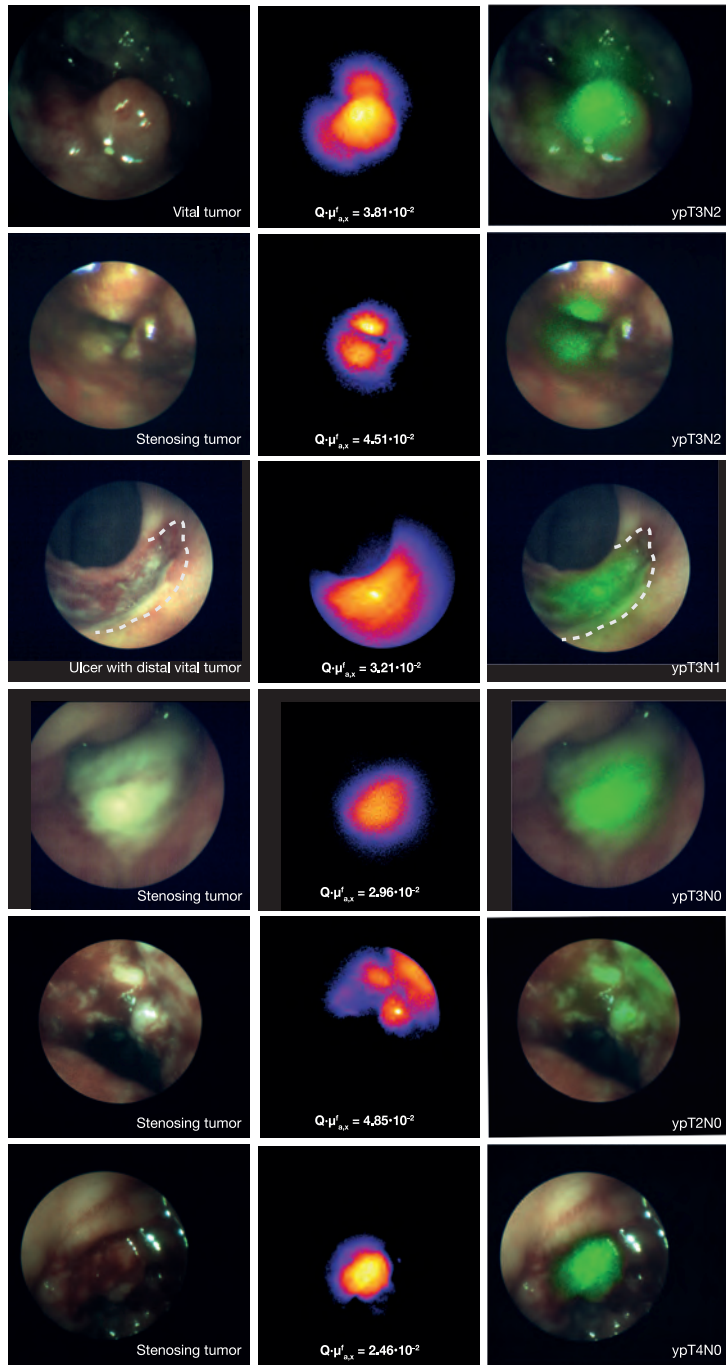 Vital tumor
Q·μᶠₐ,ₓ = 3.81·10⁻²
ypT3N2
Stenosing tumor
Q·μᶠₐ,ₓ = 4.51·10⁻²
ypT3N2
Ulcer with distal vital tumor
Q·μᶠₐ,ₓ = 3.21·10⁻²
ypT3N1
Stenosing tumor
Q·μᶠₐ,ₓ = 2.96·10⁻²
ypT3N0
Stenosing tumor
Q·μᶠₐ,ₓ = 4.85·10⁻²
ypT2N0
Stenosing tumor
Q·μᶠₐ,ₓ = 2.46·10⁻²
ypT4N0